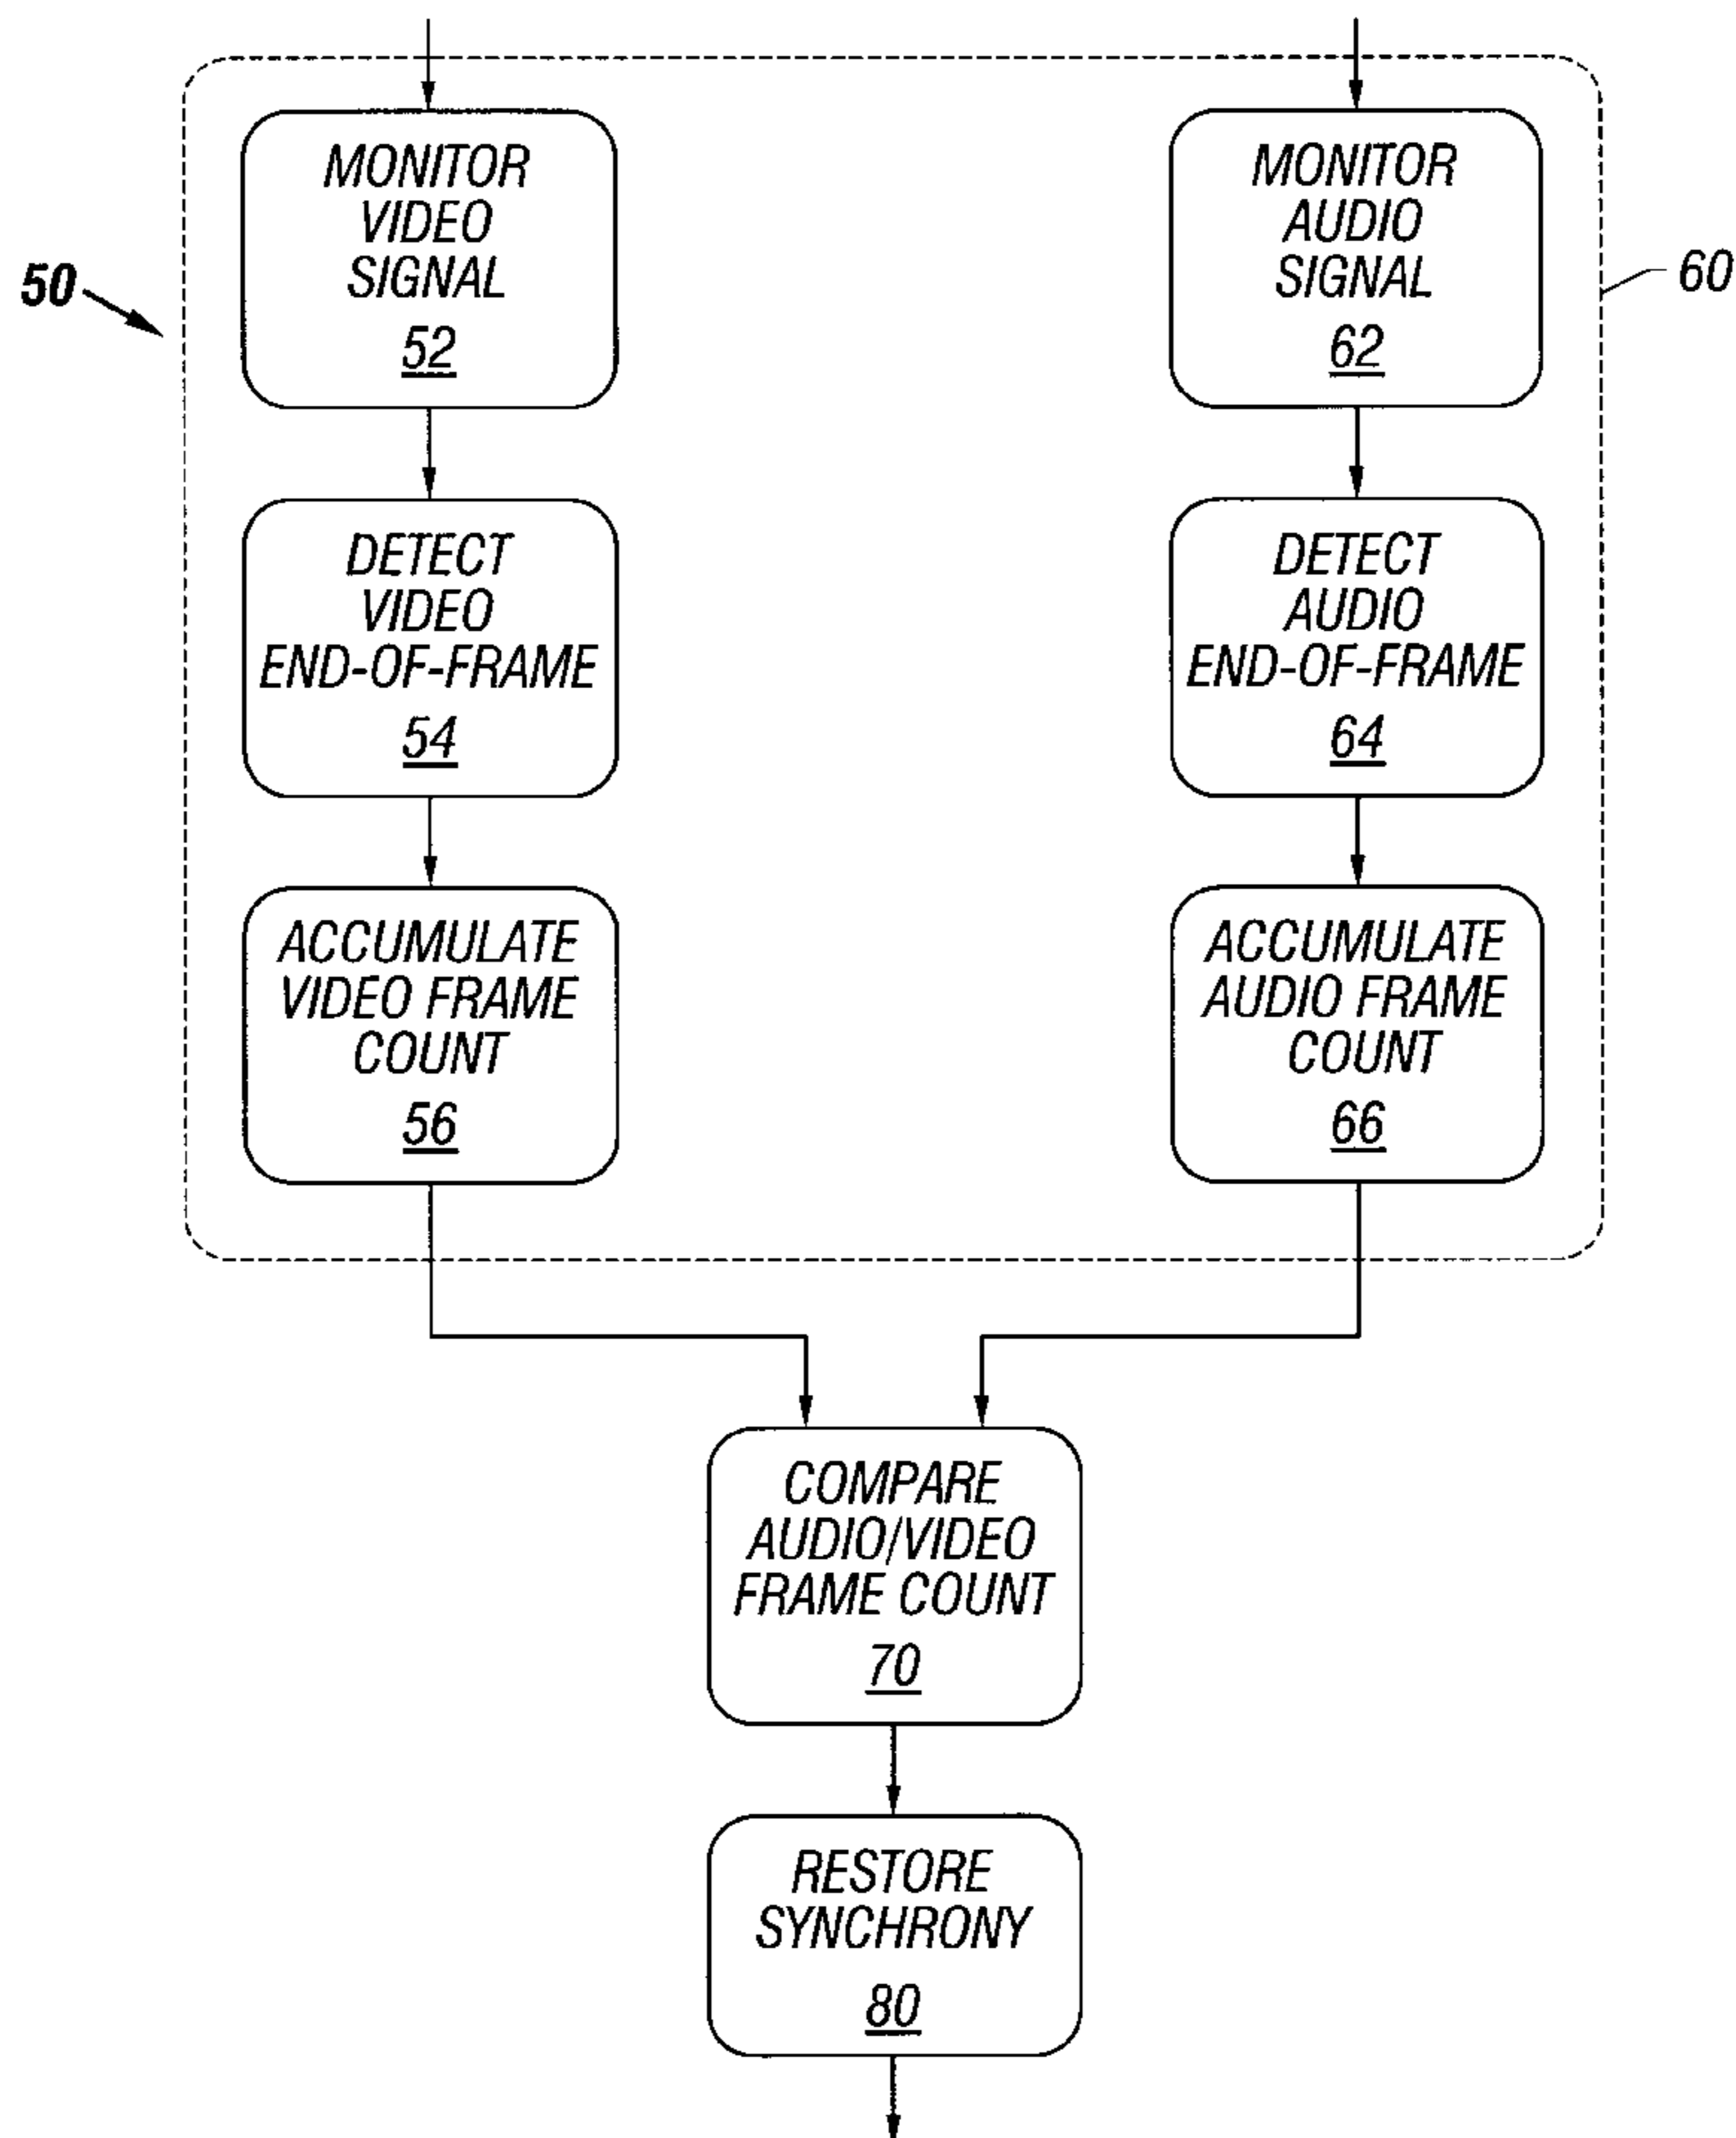 MONITOR
VIDEO
SIGNAL
52
MONITOR
AUDIO
SIGNAL
62
50
60
DETECT
VIDEO
END-OF-FRAME
54
DETECT
AUDIO
END-OF-FRAME
64
ACCUMULATE
VIDEO FRAME
COUNT
56
ACCUMULATE
AUDIO FRAME
COUNT
66
COMPARE
AUDIO/VIDEO
FRAME COUNT
70
RESTORE
SYNCHRONY
80